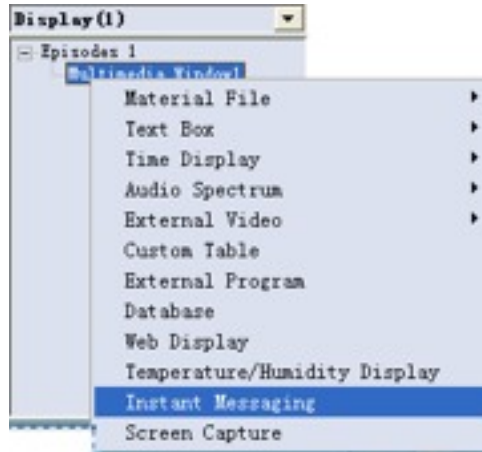 Display(1)
Episodes 1
Multimedia Window1
Material File
Text Box
Time Display
Audio Spectrum
External Video
Custom Table
External Program
Database
Web Display
Temperature/Humidity Display
Instant Messaging
Screen Capture